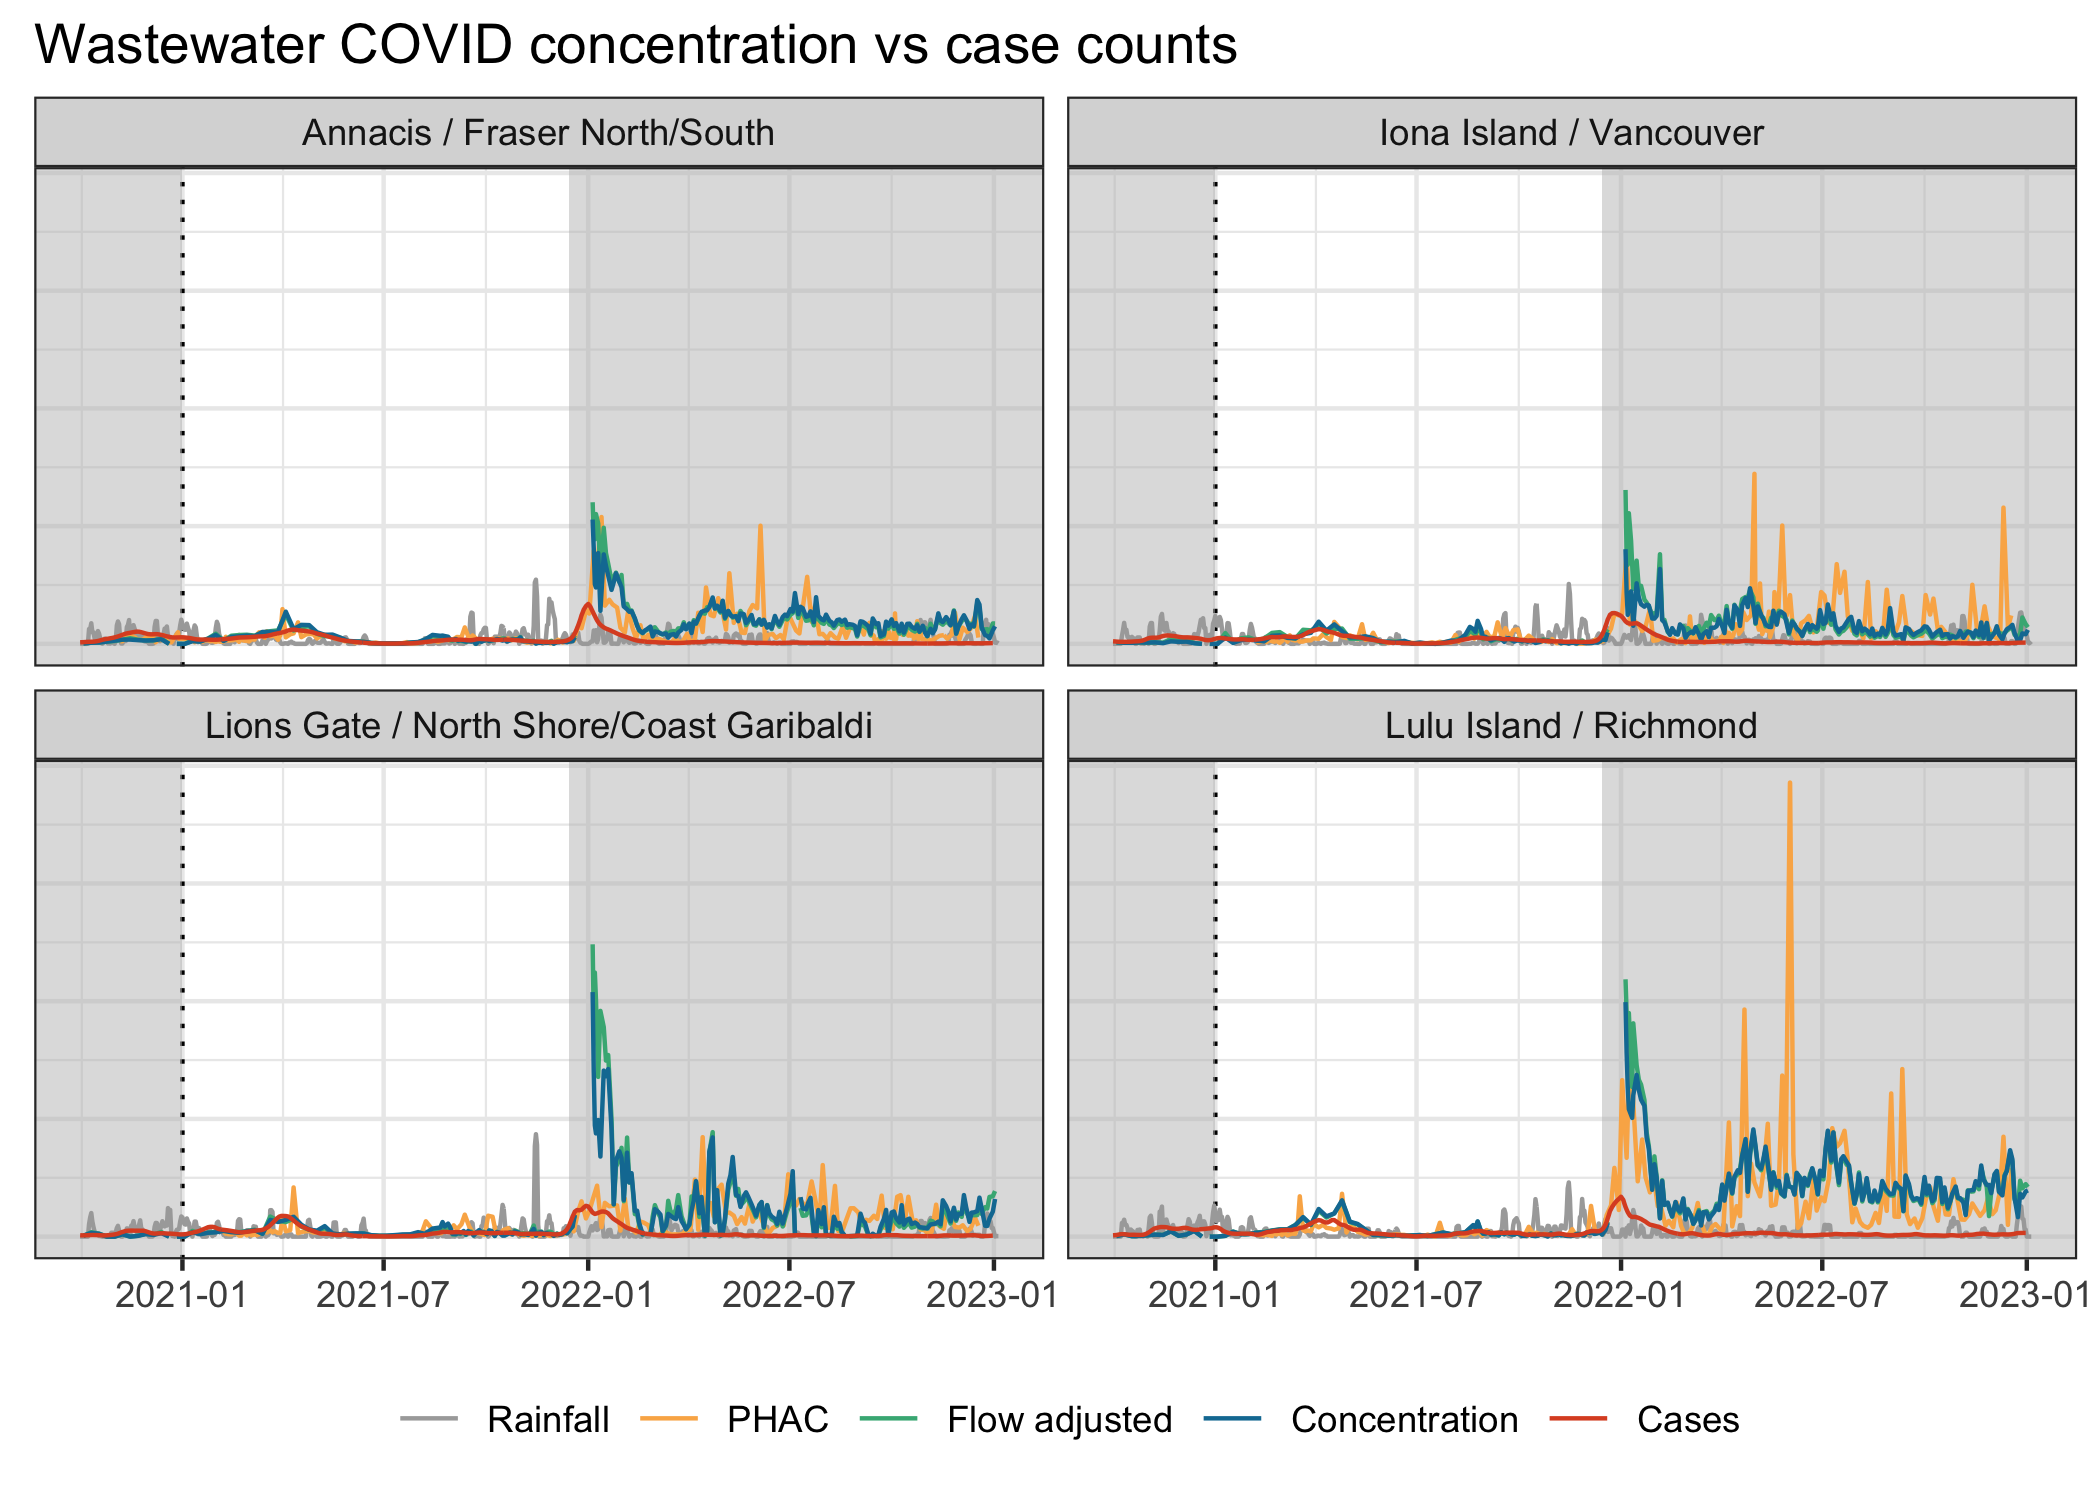 Wastewater COVID concentration vs case counts
Annacis / Fraser North/South
Iona Island / Vancouver
Lions Gate / North Shore/Coast Garibaldi
Lulu Island / Richmond
2021-01 2021-07 2022-01 2022-07 2023-01
2021-01 2021-07 2022-01 2022-07 2023-01
Rainfall PHAC Flow adjusted Concentration Cases